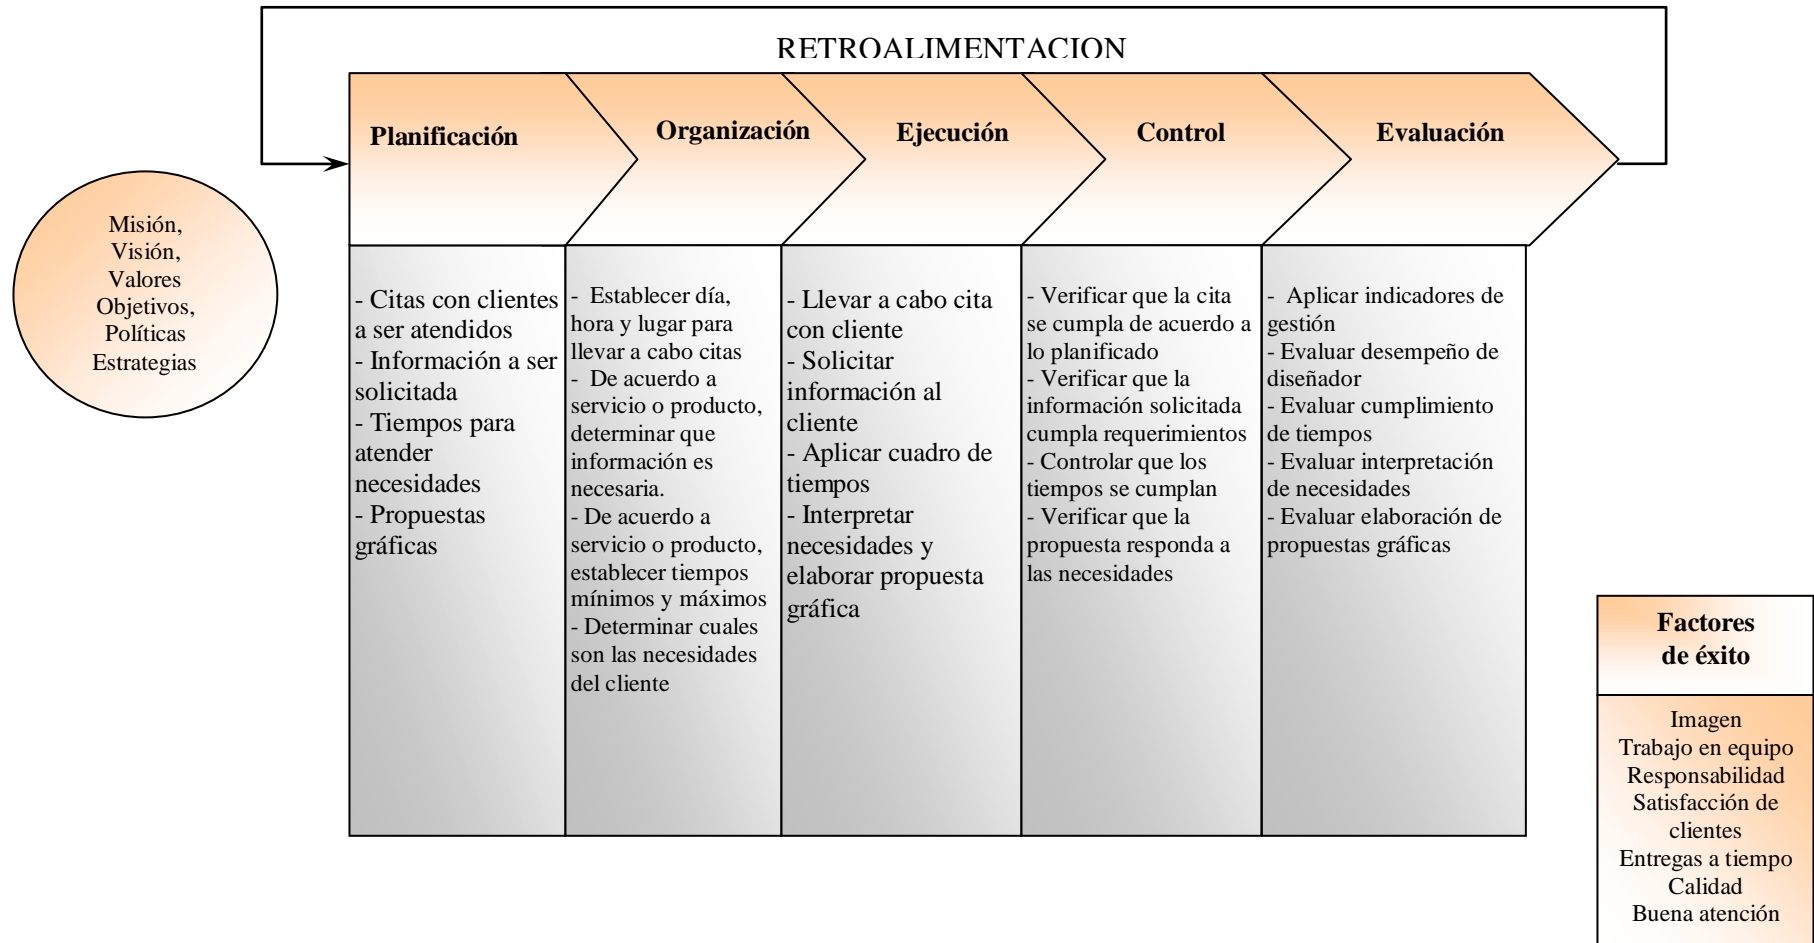 RETROALIMENTACION
Planificación
Organización
Ejecución
Control
Evaluación
Misión,
Visión,
Valores
Objetivos,
Políticas
Estrategias
- Citas con clientes
a ser atendidos
- Información a ser
solicitada
- Tiempos para
atender
necesidades
- Propuestas
gráficas
- Establecer día,
hora y lugar para
llevar a cabo citas
- De acuerdo a
servicio o producto,
determinar que
información es
necesaria.
- De acuerdo a
servicio o producto,
establecer tiempos
mínimos y máximos
- Determinar cuales
son las necesidades
del cliente
- Llevar a cabo cita
con cliente
- Solicitar
información al
cliente
- Aplicar cuadro de
tiempos
- Interpretar
necesidades y
elaborar propuesta
gráfica
- Verificar que la cita
se cumpla de acuerdo a
lo planificado
- Verificar que la
información solicitada
cumpla requerimientos
- Controlar que los
tiempos se cumplan
- Verificar que la
propuesta responda a
las necesidades
- Aplicar indicadores de
gestión
- Evaluar desempeño de
diseñador
- Evaluar cumplimiento
de tiempos
- Evaluar interpretación
de necesidades
- Evaluar elaboración de
propuestas gráficas
Factores
de éxito
Imagen
Trabajo en equipo
Responsabilidad
Satisfacción de
clientes
Entregas a tiempo
Calidad
Buena atención